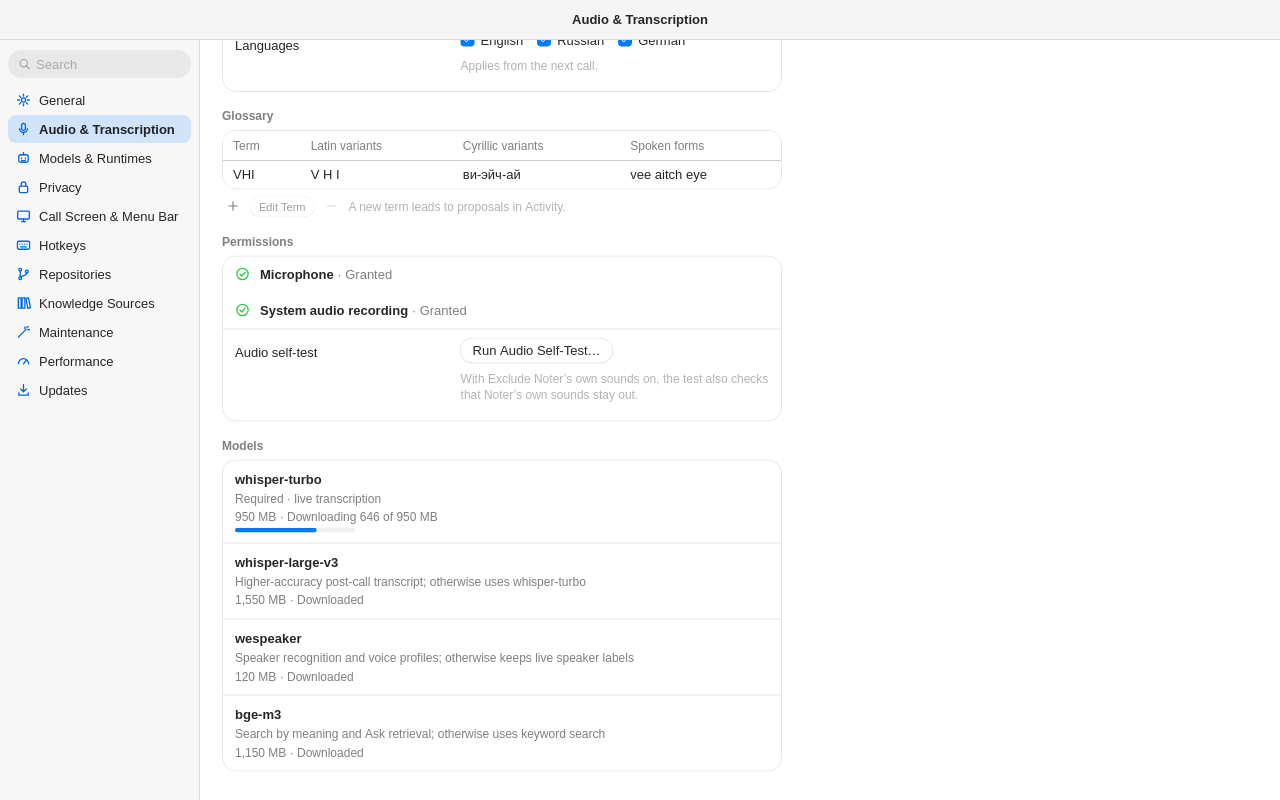 Audio & Transcription
Search
General
Audio & Transcription
Models & Runtimes
Privacy
Call Screen & Menu Bar
Hotkeys
Repositories
Knowledge Sources
Maintenance
Performance
Updates
Languages
English Russian German
Applies from the next call.
Glossary
Term Latin variants Cyrillic variants Spoken forms
VHI V H I ви-эйч-ай vee aitch eye
Edit Term A new term leads to proposals in Activity.
Permissions
Microphone · Granted
System audio recording · Granted
Audio self-test Run Audio Self-Test…
With Exclude Noter’s own sounds on, the test also checks
that Noter’s own sounds stay out.
Models
whisper-turbo
Required · live transcription
950 MB · Downloading 646 of 950 MB
whisper-large-v3
Higher-accuracy post-call transcript; otherwise uses whisper-turbo
1,550 MB · Downloaded
wespeaker
Speaker recognition and voice profiles; otherwise keeps live speaker labels
120 MB · Downloaded
bge-m3
Search by meaning and Ask retrieval; otherwise uses keyword search
1,150 MB · Downloaded